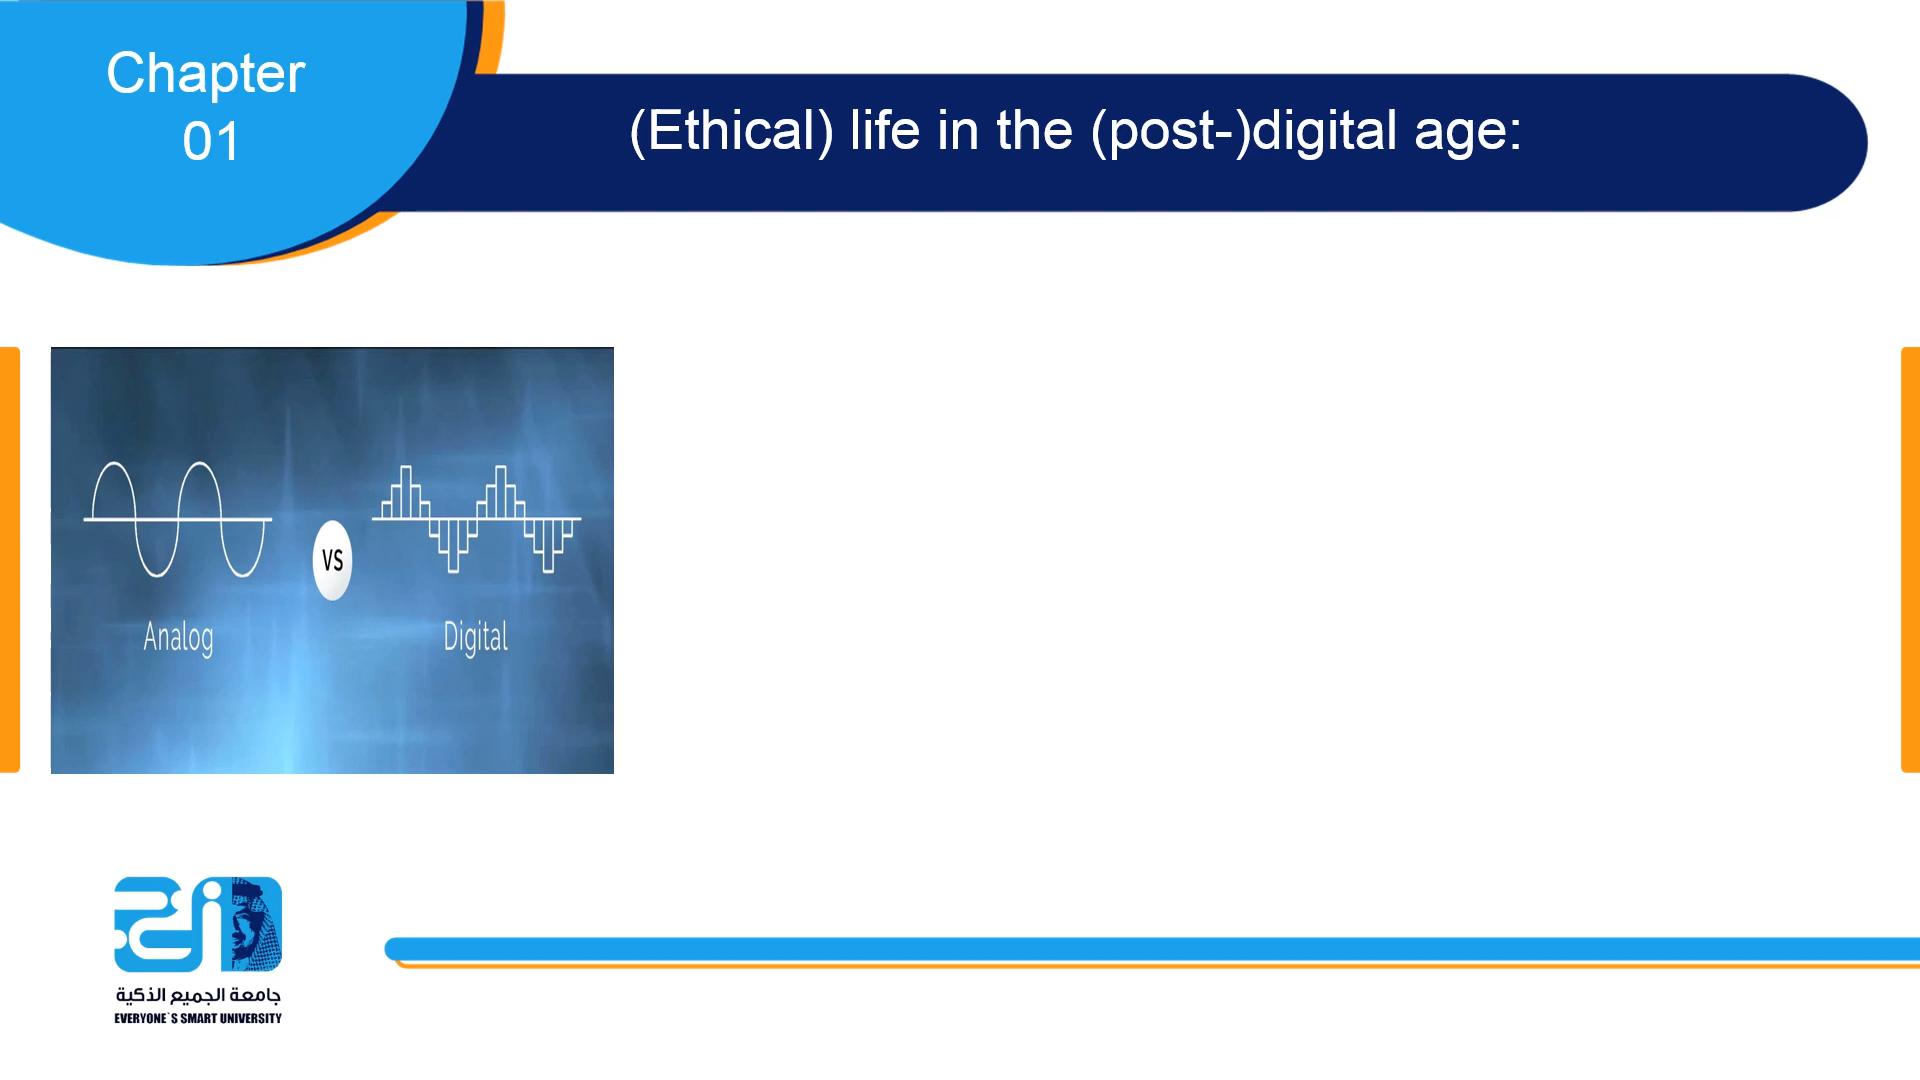 Chapter
01
(Ethical) life in the (post-)digital age:
VS
Analog
Digital
جامعة الجميع الذكية
EVERYONE`S SMART UNIVERSITY